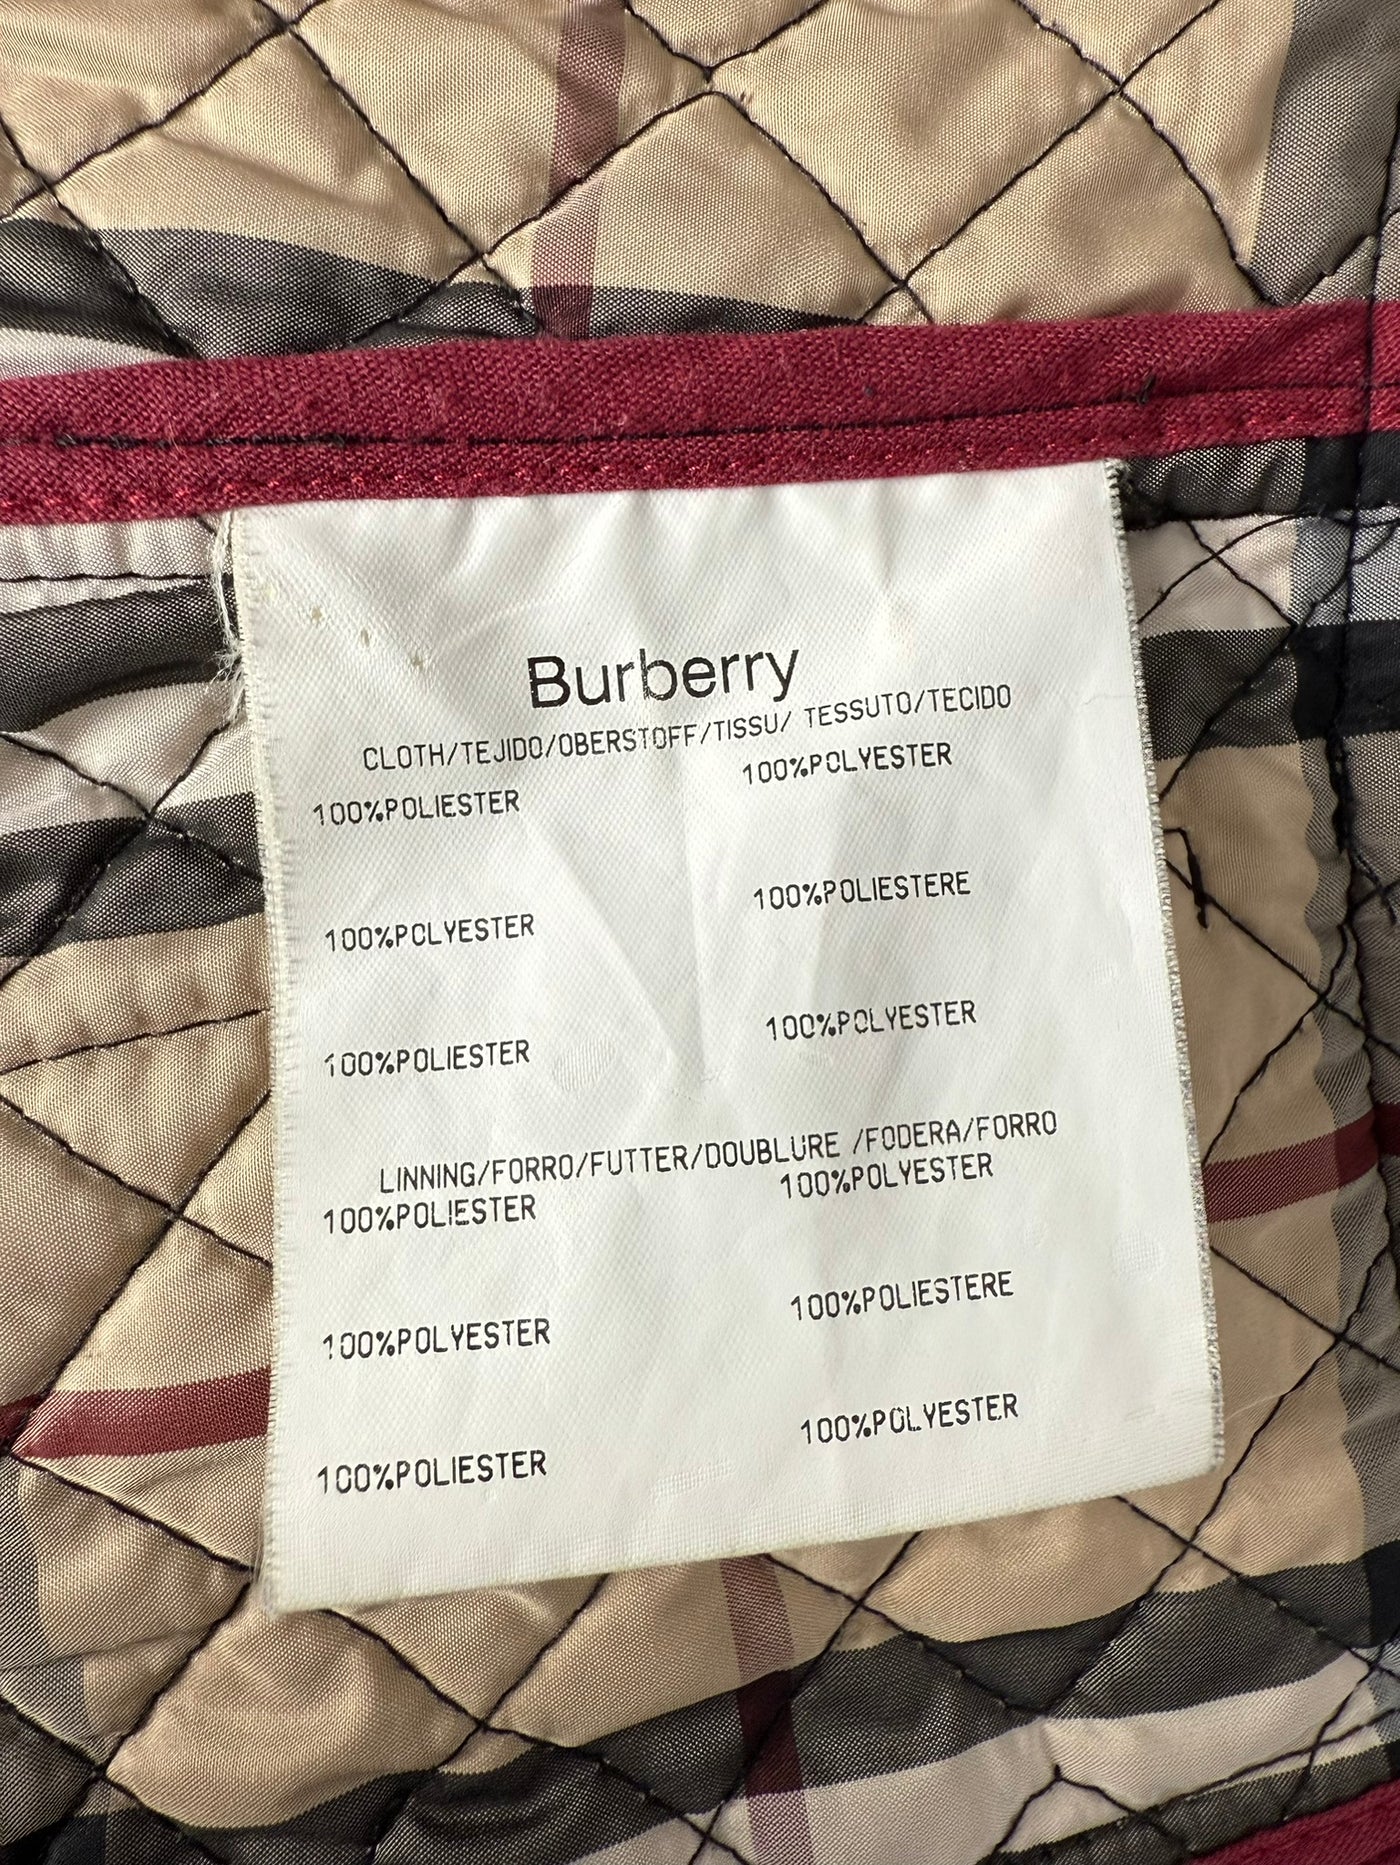 Burberry
CLOTH/TEJIDO/OBERSTOFF/TISSU/ TESSUTO/TECIDO
100%POLIESTER 100%POLYESTER
100%POLYESTER 100%POLIESTERE
100%POLIESTER 100%POLYESTER
LINNING/FORRO/FUTTER/DOUBLURE /FODERA/FORRO
100%POLIESTER 100%POLYESTER
100%POLYESTER 100%POLIESTERE
100%POLIESTER 100%POLYESTER